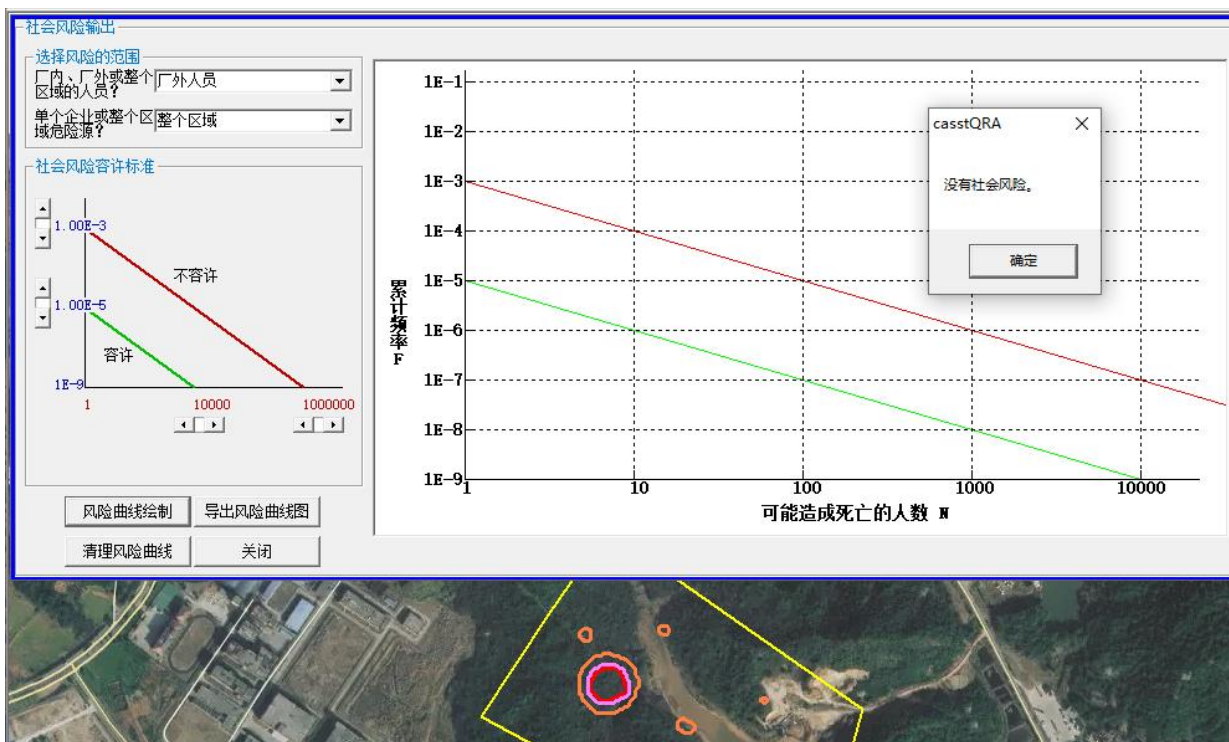 社会风险输出
选择风险的范围
厂内、厂外或整个
区域的人员？
厂外人员
单个企业或整个区
域危险源？
整个区域
社会风险容许标准
1.00E-3
不容许
1.00E-5
容许
1E-9
1
10000
1000000
风险曲线绘制
导出风险曲线图
清理风险曲线
关闭
1E-1
1E-2
1E-3
1E-4
1E-5
1E-6
1E-7
1E-8
1E-9
累计频率 F
1
10
100
1000
10000
可能造成死亡的人数 N
casstQRA
没有社会风险。
确定